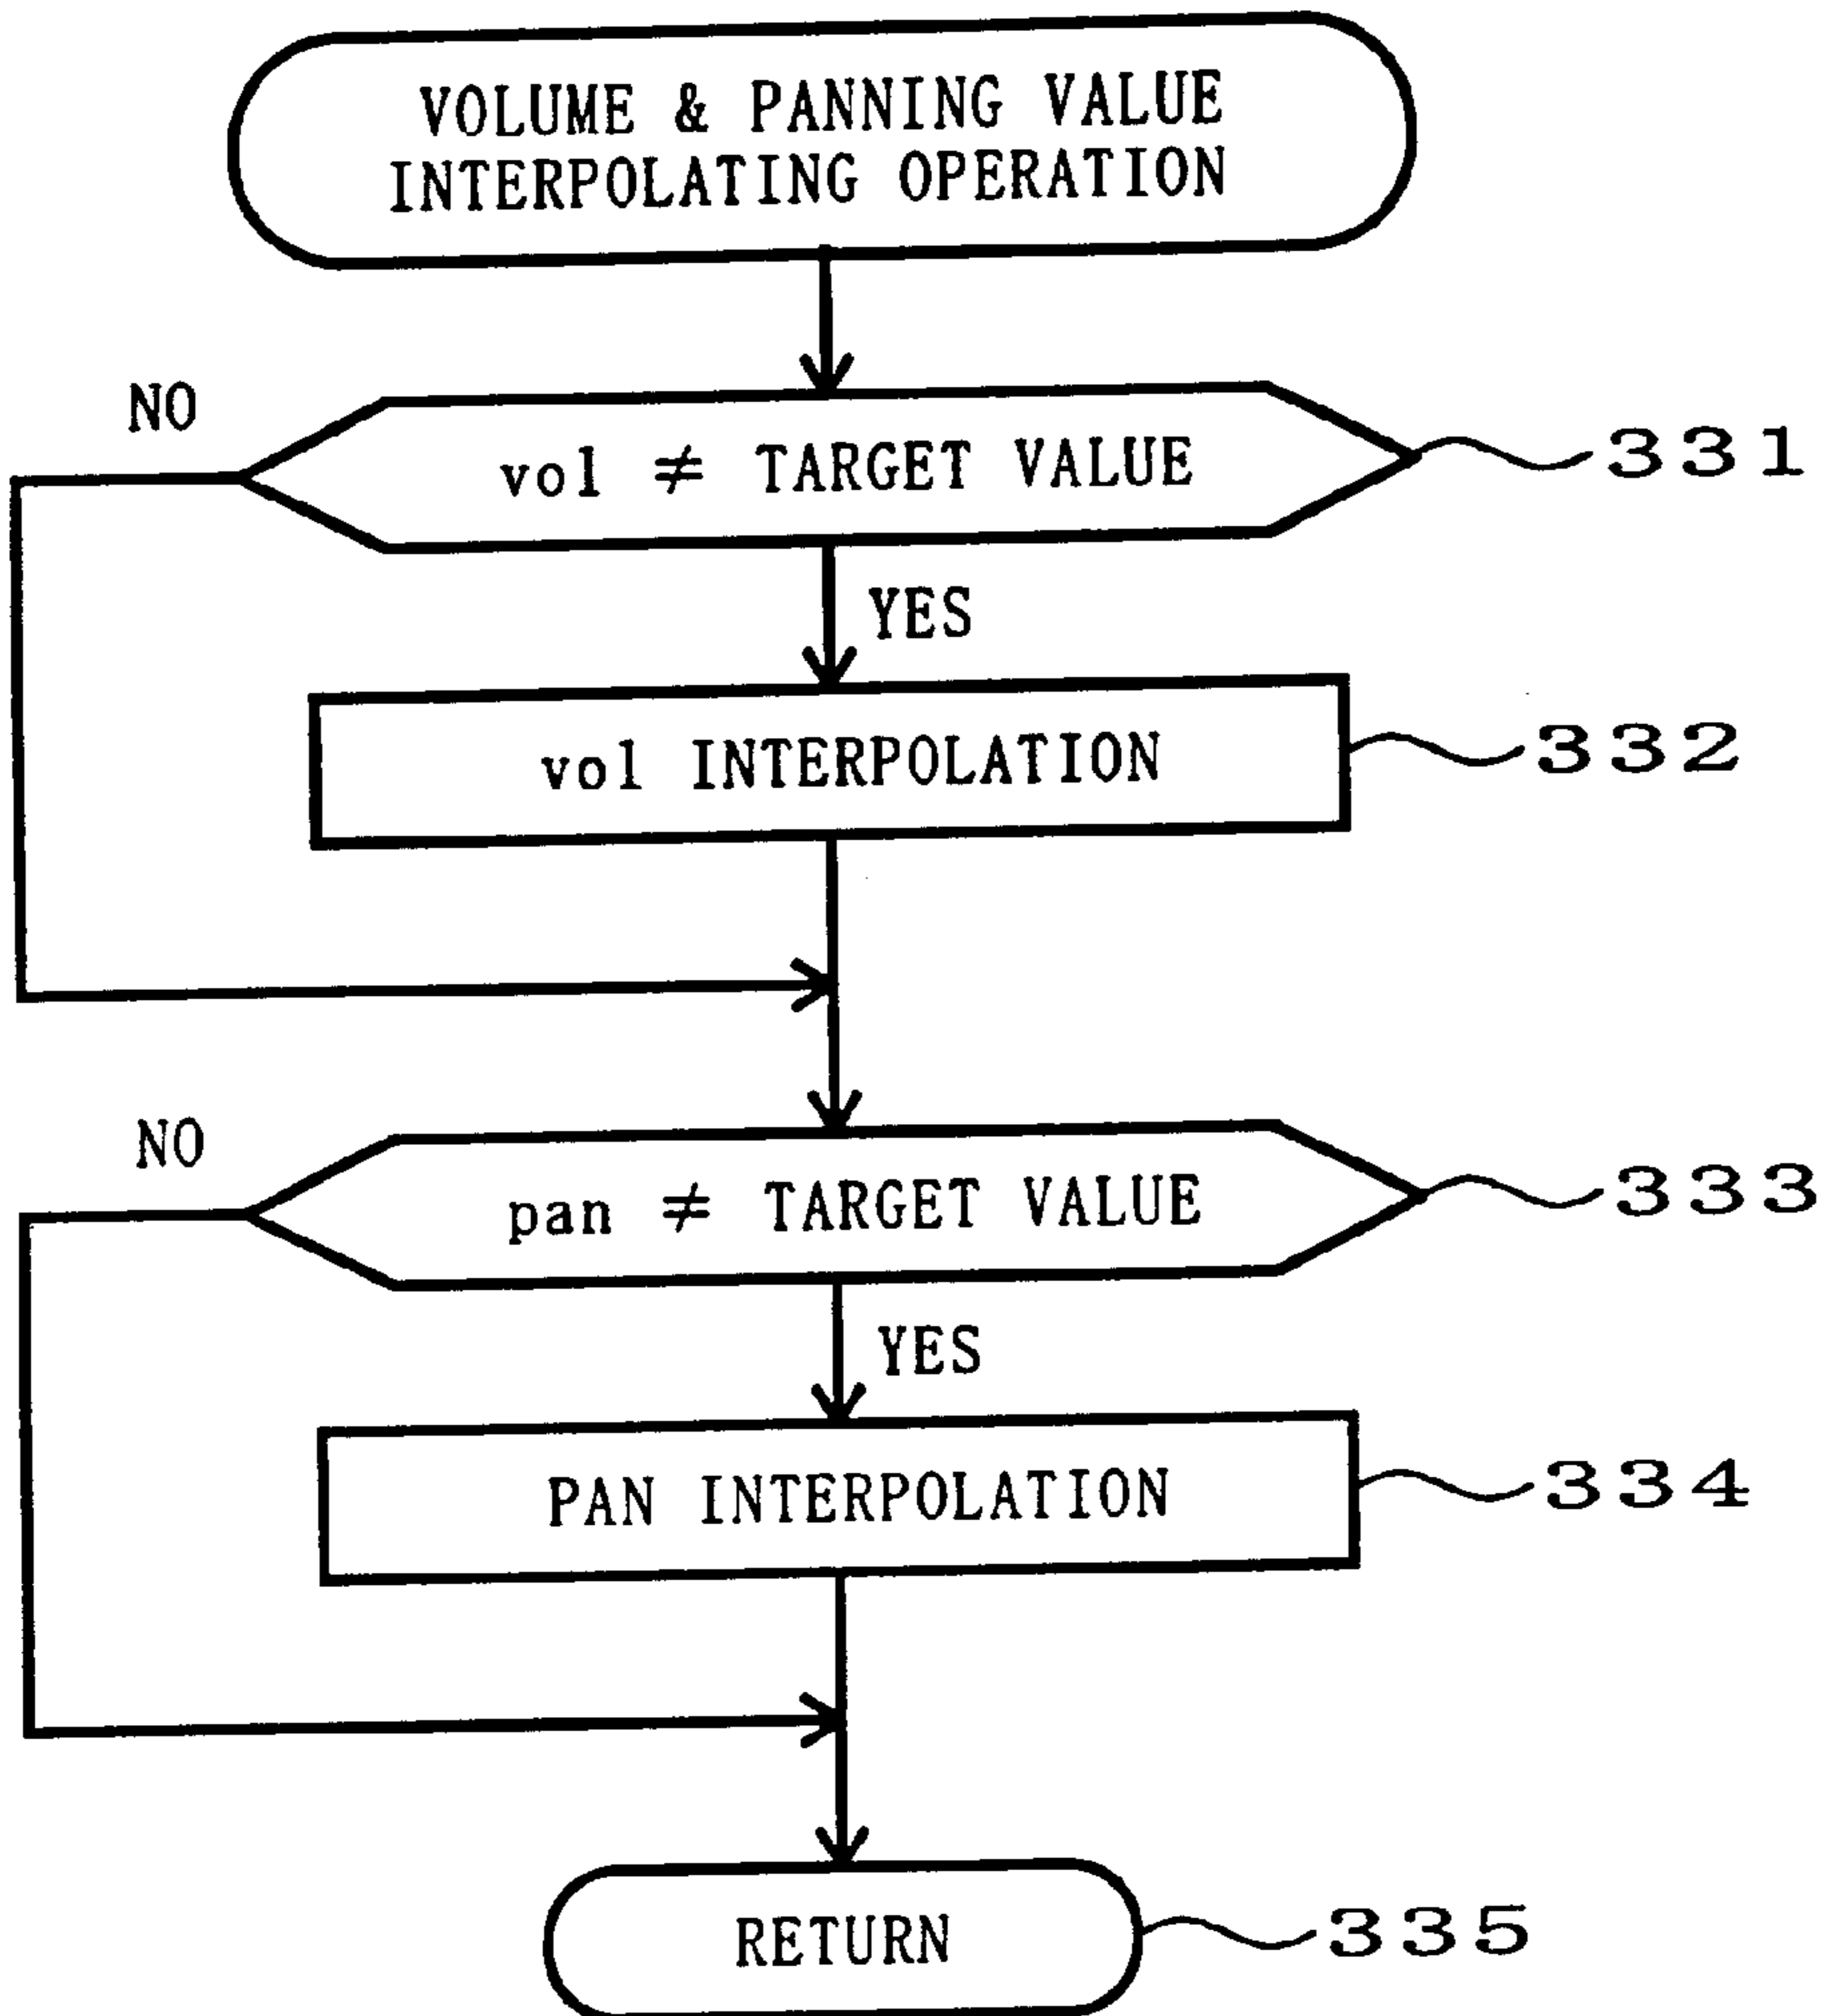 VOLUME & PANNING VALUE
INTERPOLATING OPERATION
NO
vol ≠ TARGET VALUE
331
YES
vol INTERPOLATION
332
NO
pan ≠ TARGET VALUE
333
YES
PAN INTERPOLATION
334
RETURN
335